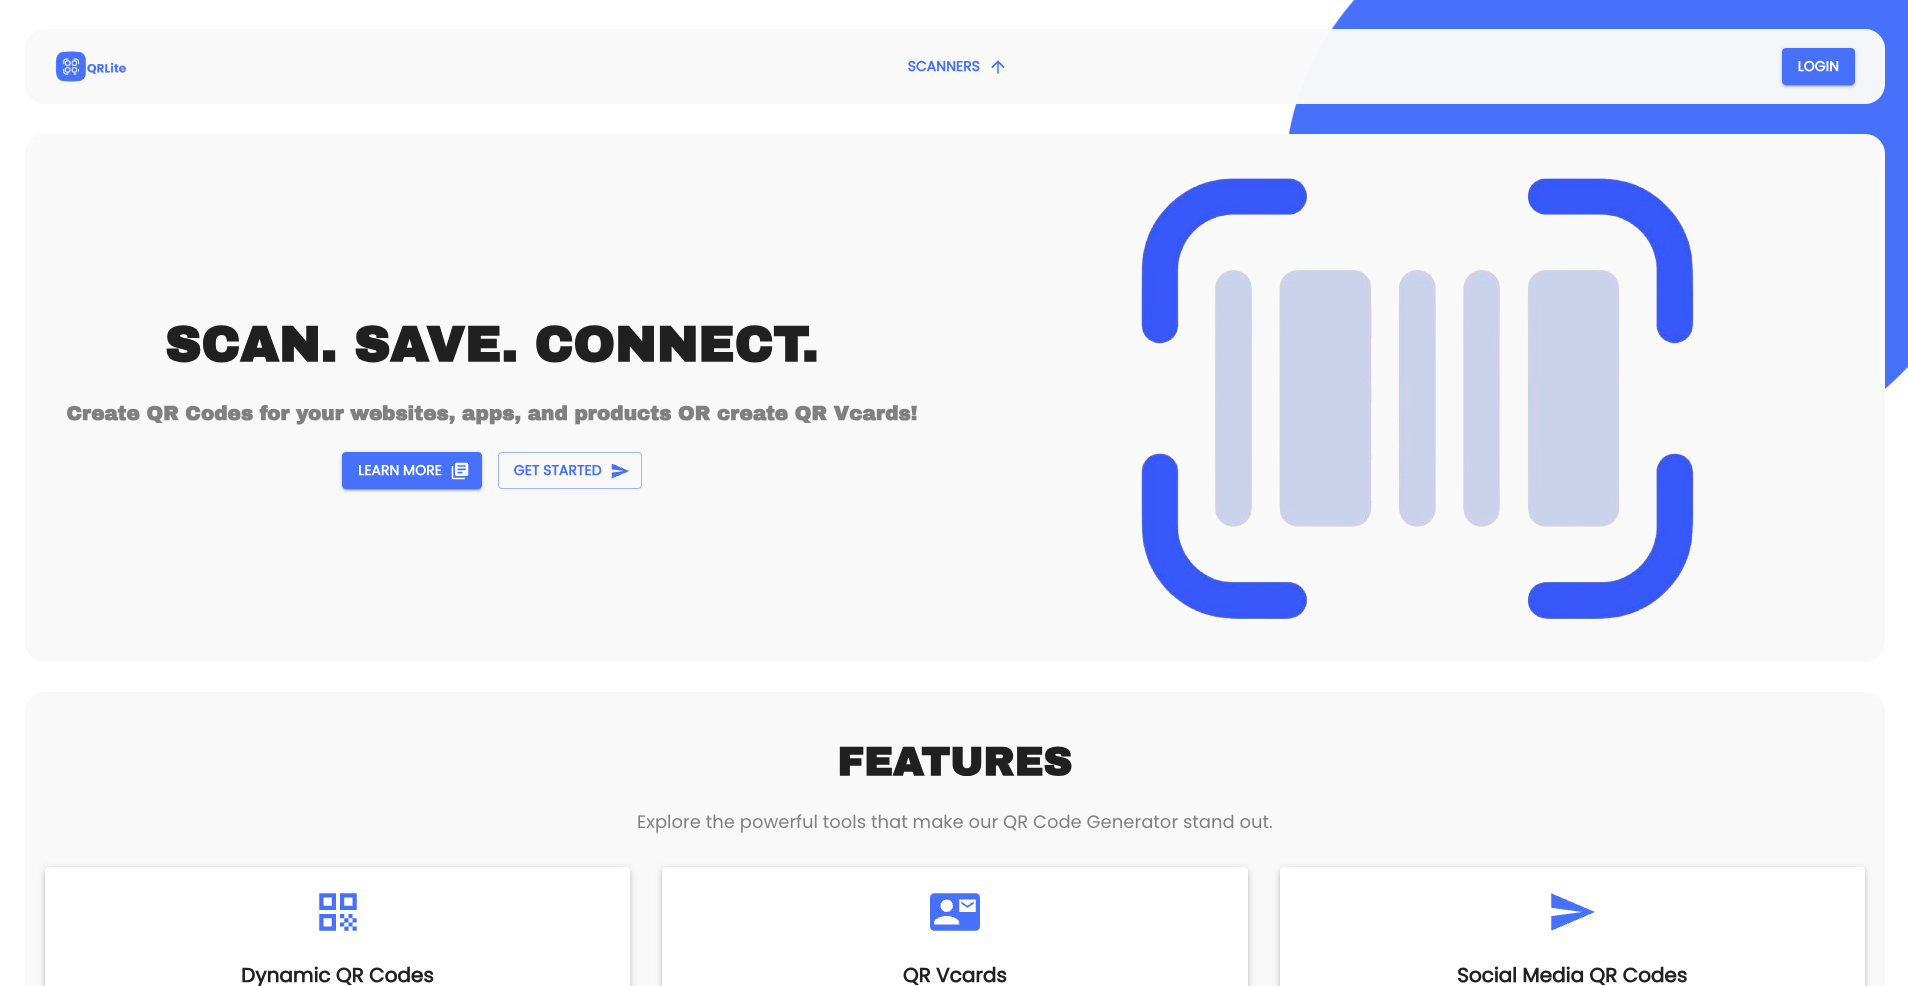 QRLite
SCANNERS
LOGIN
SCAN. SAVE. CONNECT.
Create QR Codes for your websites, apps, and products OR create QR Vcards!
LEARN MORE
GET STARTED
FEATURES
Explore the powerful tools that make our QR Code Generator stand out.
Dynamic QR Codes
QR Vcards
Social Media QR Codes